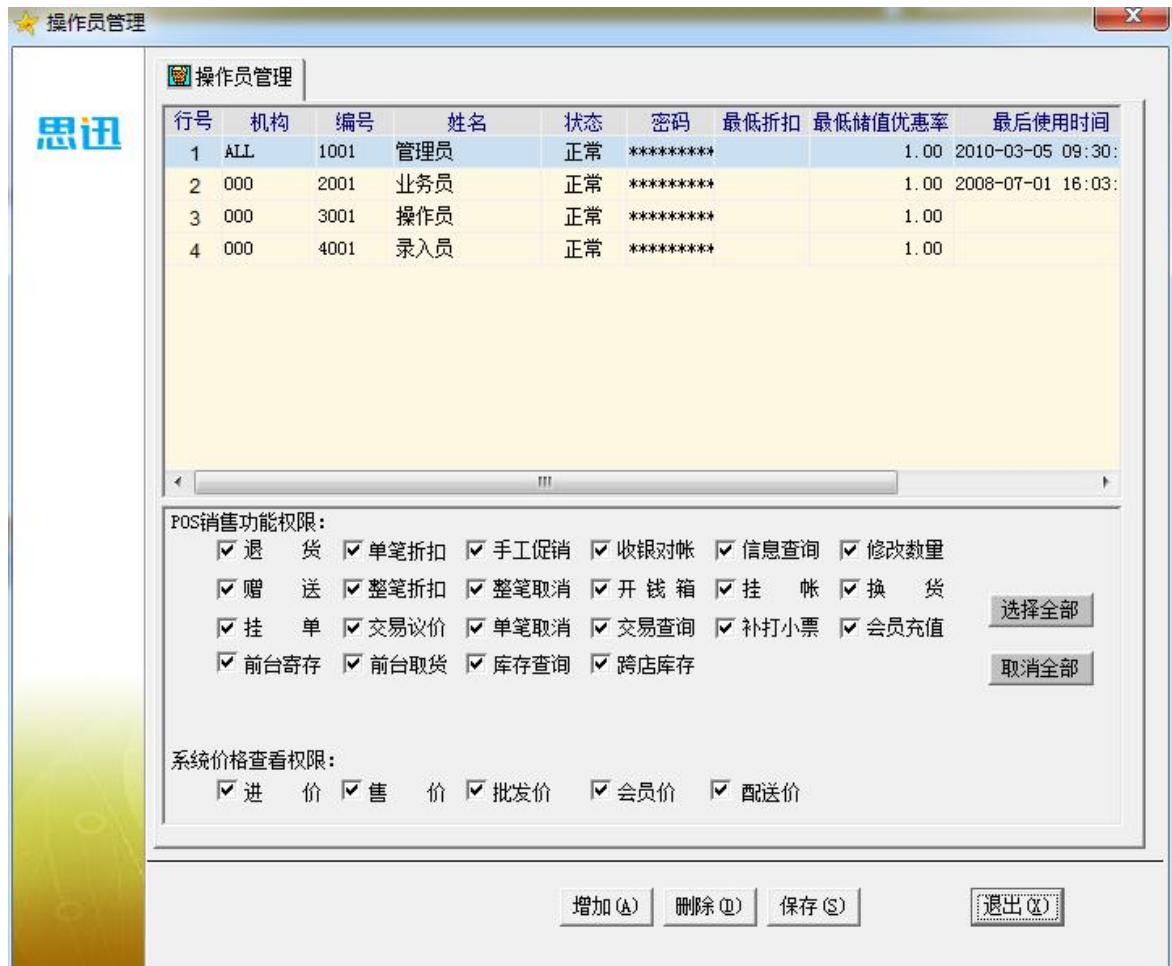 操作员管理
X
思迅
操作员管理
行号 机构 编号 姓名 状态 密码 最低折扣 最低储值优惠率 最后使用时间
1 ALL 1001 管理员 正常 ********* 1.00 2010-03-05 09:30:
2 000 2001 业务员 正常 ********* 1.00 2008-07-01 16:03:
3 000 3001 操作员 正常 ********* 1.00
4 000 4001 录入员 正常 ********* 1.00
POS销售功能权限:
退 货 单笔折扣 手工促销 收银对帐 信息查询 修改数量
赠 送 整笔折扣 整笔取消 开 钱 箱 挂 帐 换 货
选择全部
挂 单 交易议价 单笔取消 交易查询 补打小票 会员充值
前台寄存 前台取货 库存查询 跨店库存
取消全部
系统价格查看权限:
进 价 售 价 批发价 会员价 配送价
增加(A) 删除(D) 保存(S) 退出(X)